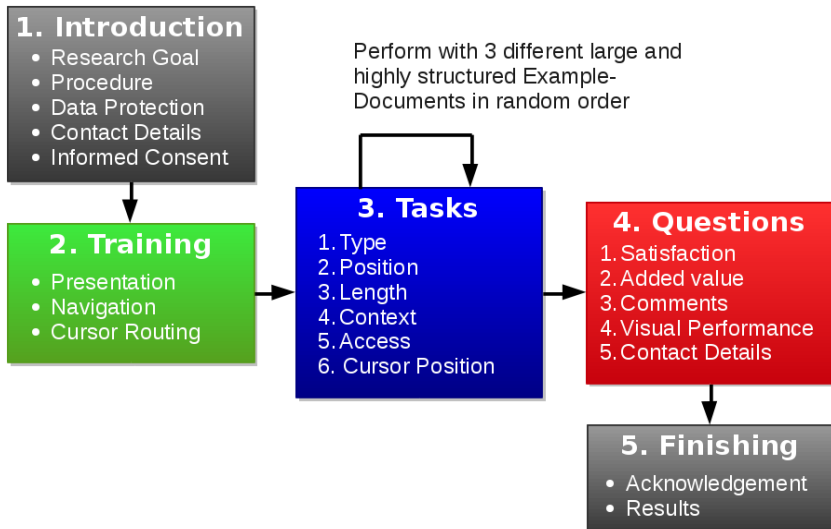 1. Introduction
• Research Goal
• Procedure
• Data Protection
• Contact Details
• Informed Consent
2. Training
• Presentation
• Navigation
• Cursor Routing
Perform with 3 different large and
highly structured Example-
Documents in random order
3. Tasks
1. Type
2. Position
3. Length
4. Context
5. Access
6. Cursor Position
4. Questions
1. Satisfaction
2. Added value
3. Comments
4. Visual Performance
5. Contact Details
5. Finishing
• Acknowledgement
• Results